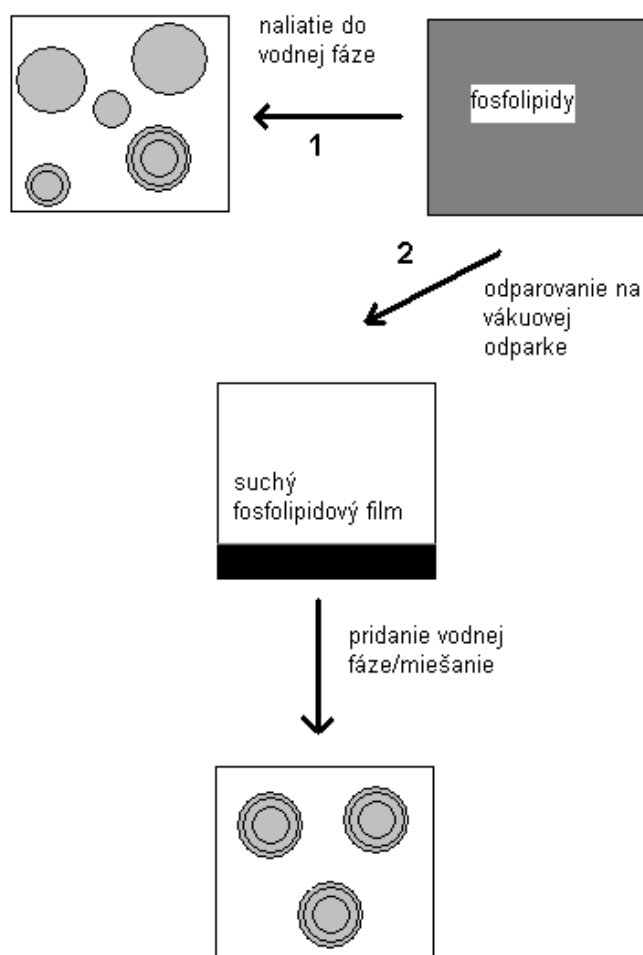 naliatie do
vodnej fáze
fosfolipidy
1
2
odparovanie na
vákuovej
odparke
suchý
fosfolipidový film
pridanie vodnej
fáze/miešanie